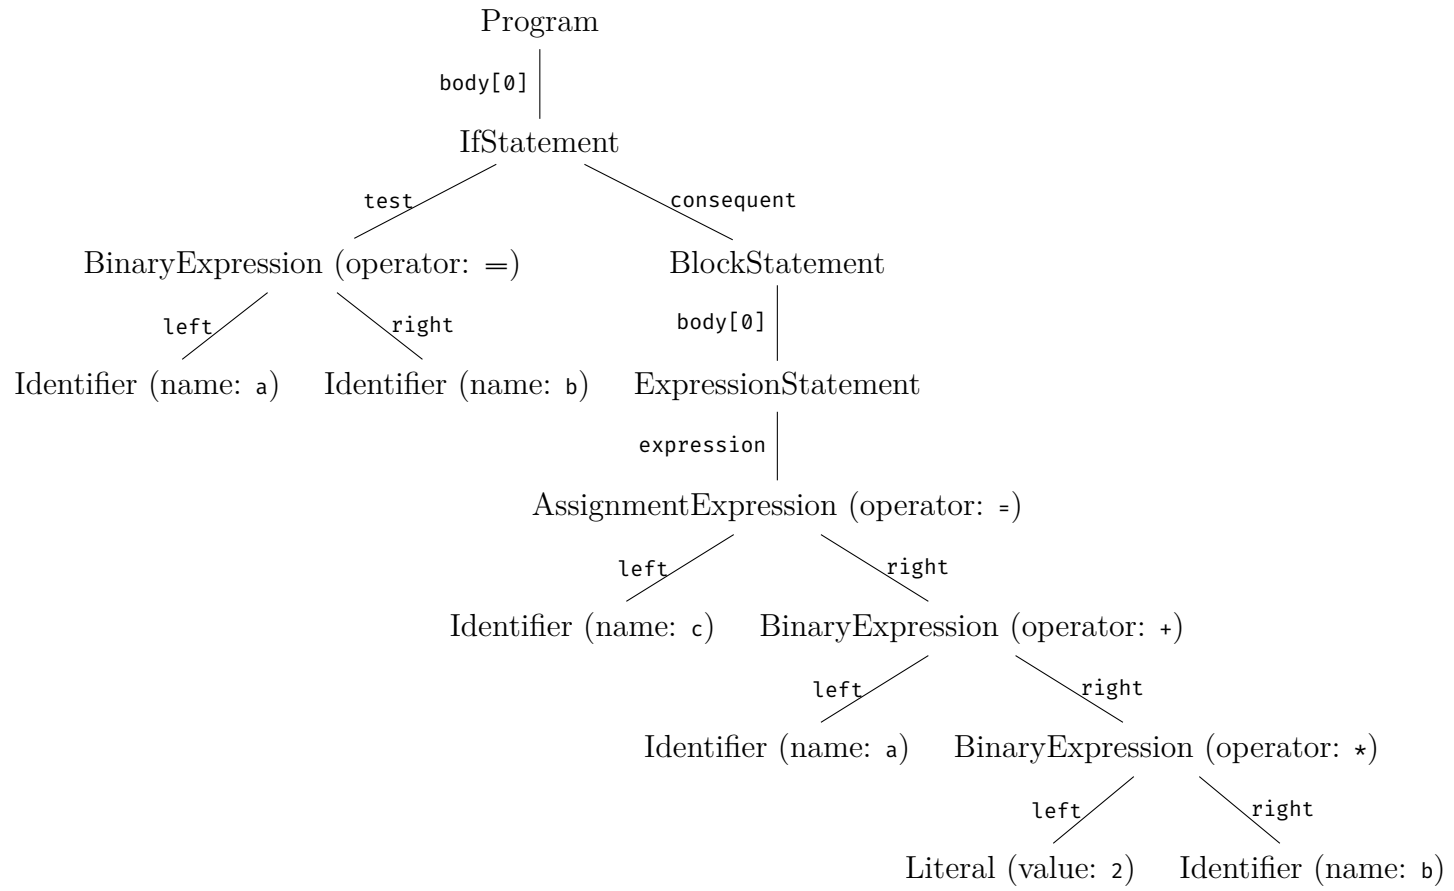 Program
body[0]
IfStatement
test
consequent
BinaryExpression (operator: ==)
BlockStatement
left
right
body[0]
Identifier (name: a)
Identifier (name: b)
ExpressionStatement
expression
AssignmentExpression (operator: =)
left
right
Identifier (name: c)
BinaryExpression (operator: +)
left
right
Identifier (name: a)
BinaryExpression (operator: *)
left
right
Literal (value: 2)
Identifier (name: b)